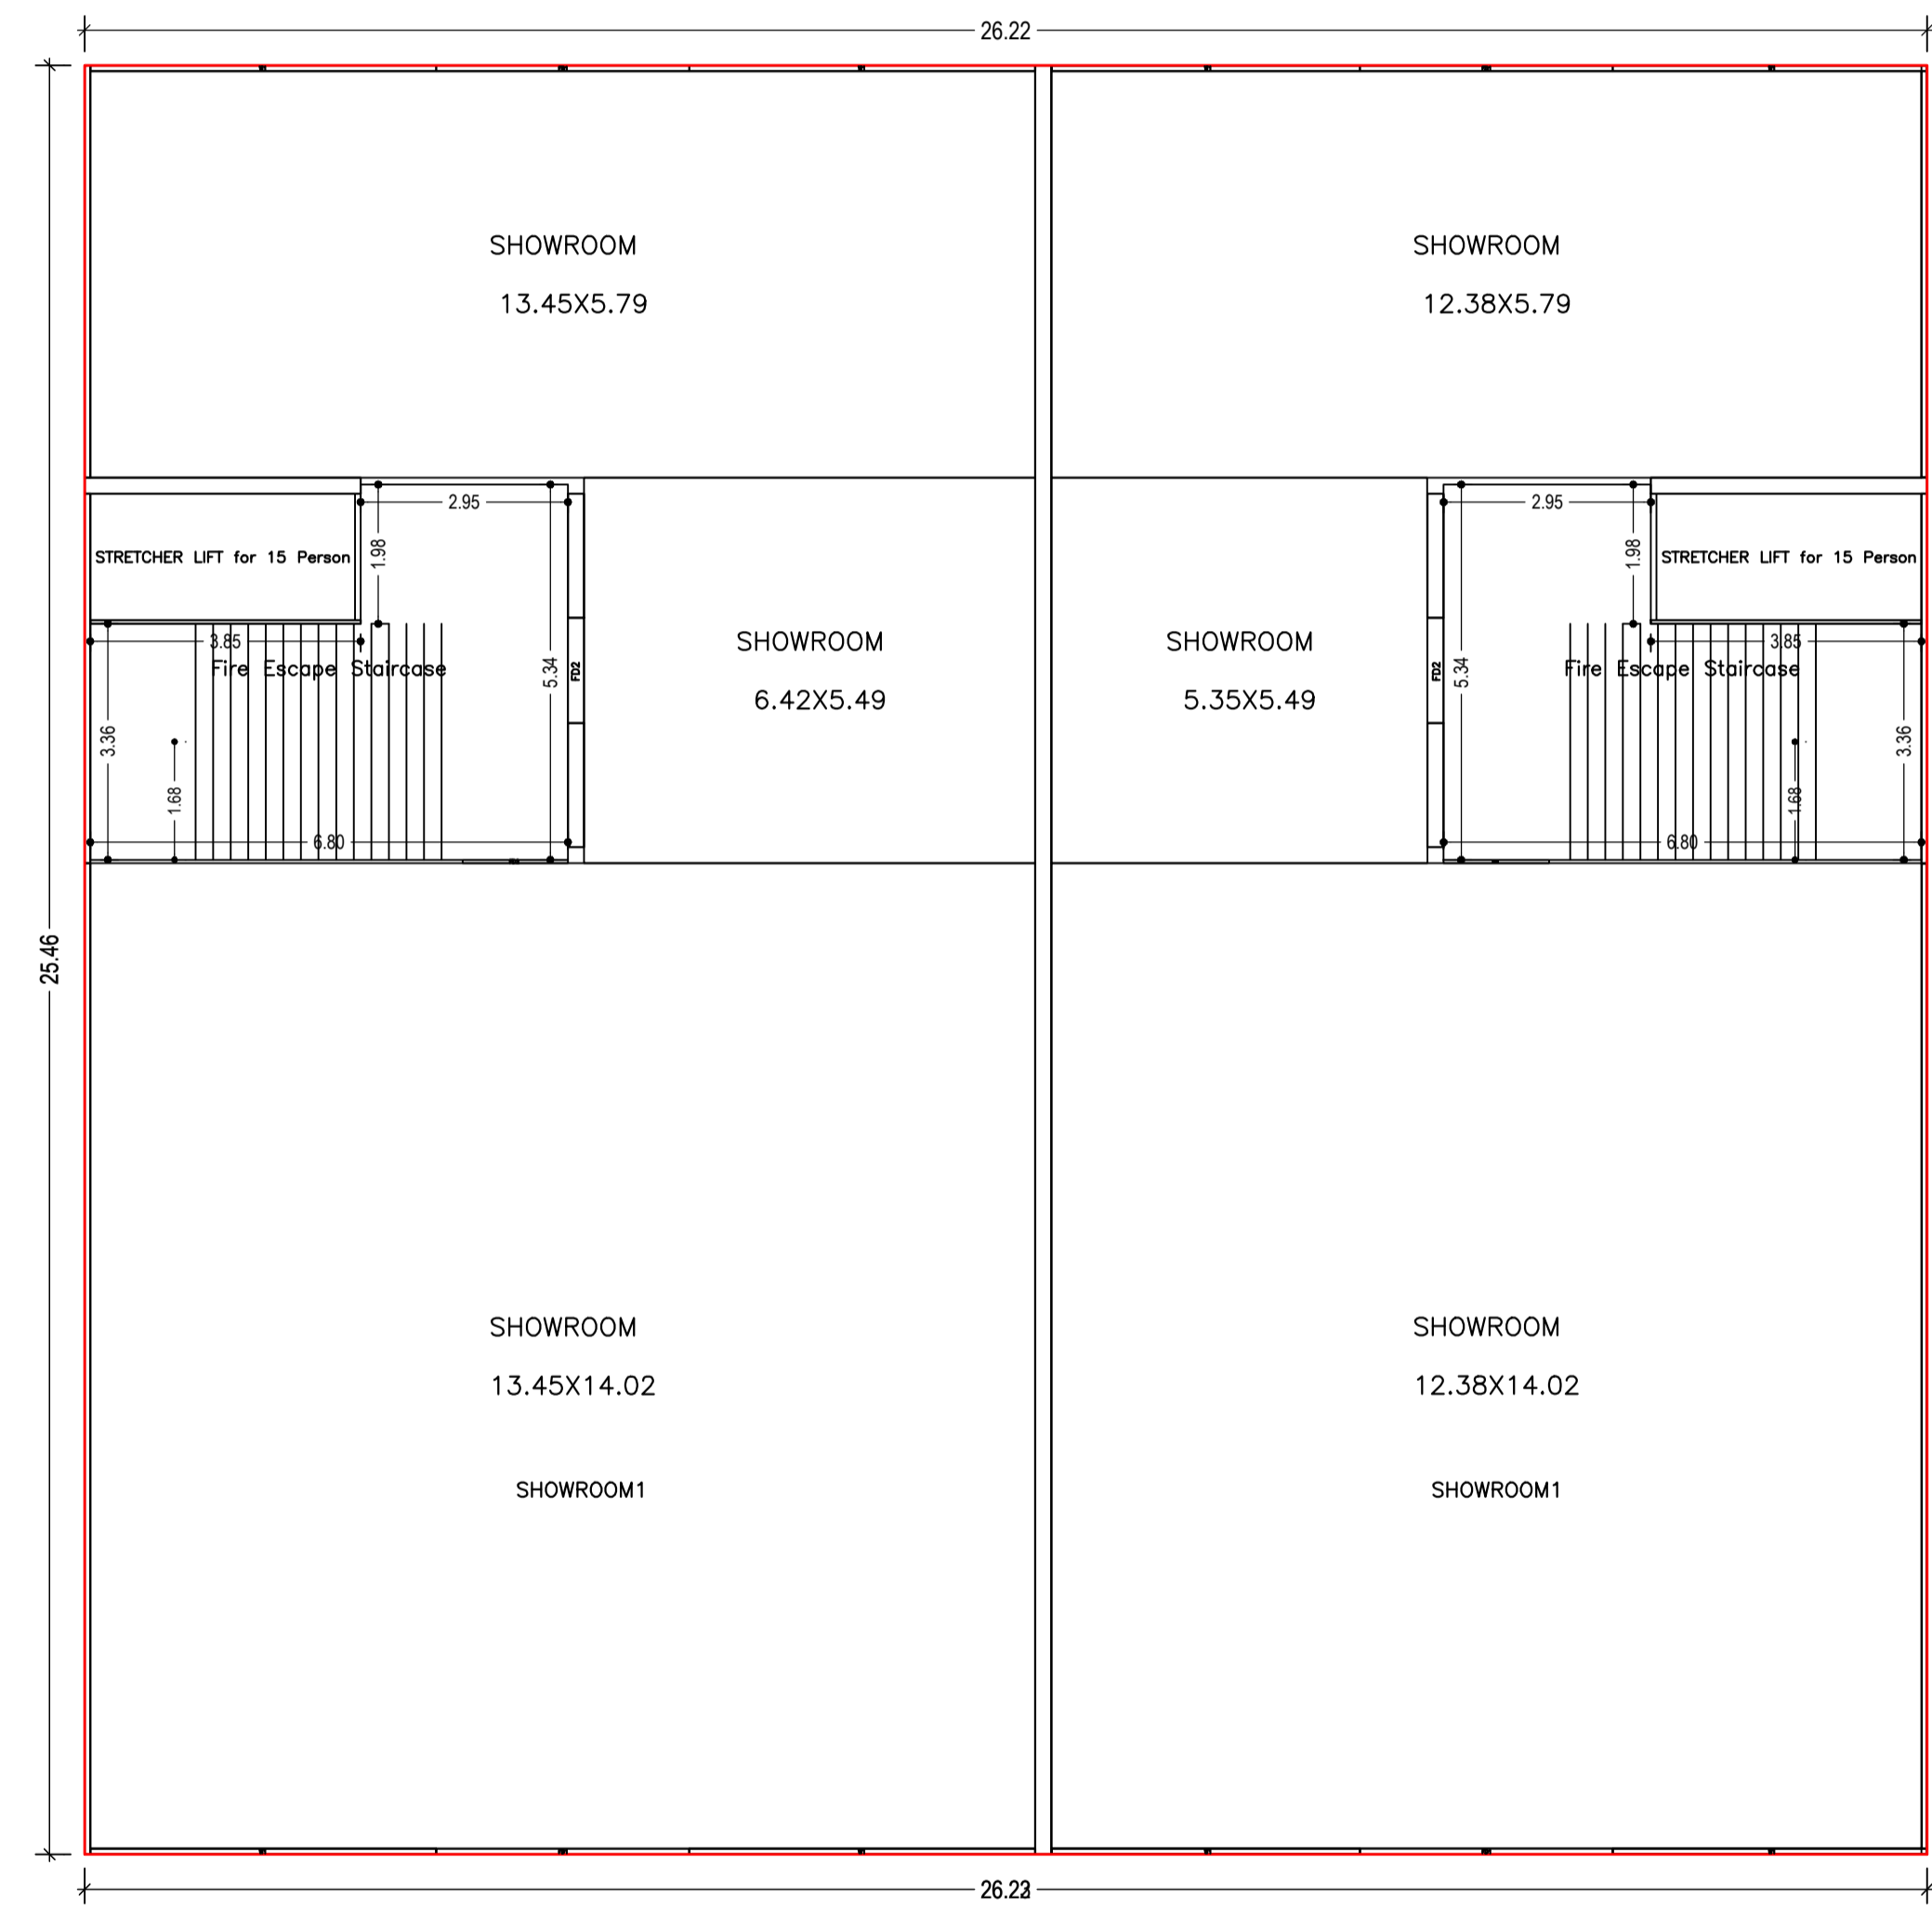 26.22
SHOWROOM
13.45X5.79
SHOWROOM
12.38X5.79
2.95
2.95
1.98
1.98
STRETCHER LIFT for 15 Person
STRETCHER LIFT for 15 Person
3.85
3.85
Fire Escape Staircase
Fire Escape Staircase
5.34
FD2
SHOWROOM
6.42X5.49
SHOWROOM
5.35X5.49
FD2
5.34
3.36
3.36
1.68
1.68
6.80
6.80
25.46
SHOWROOM
13.45X14.02
SHOWROOM1
SHOWROOM
12.38X14.02
SHOWROOM1